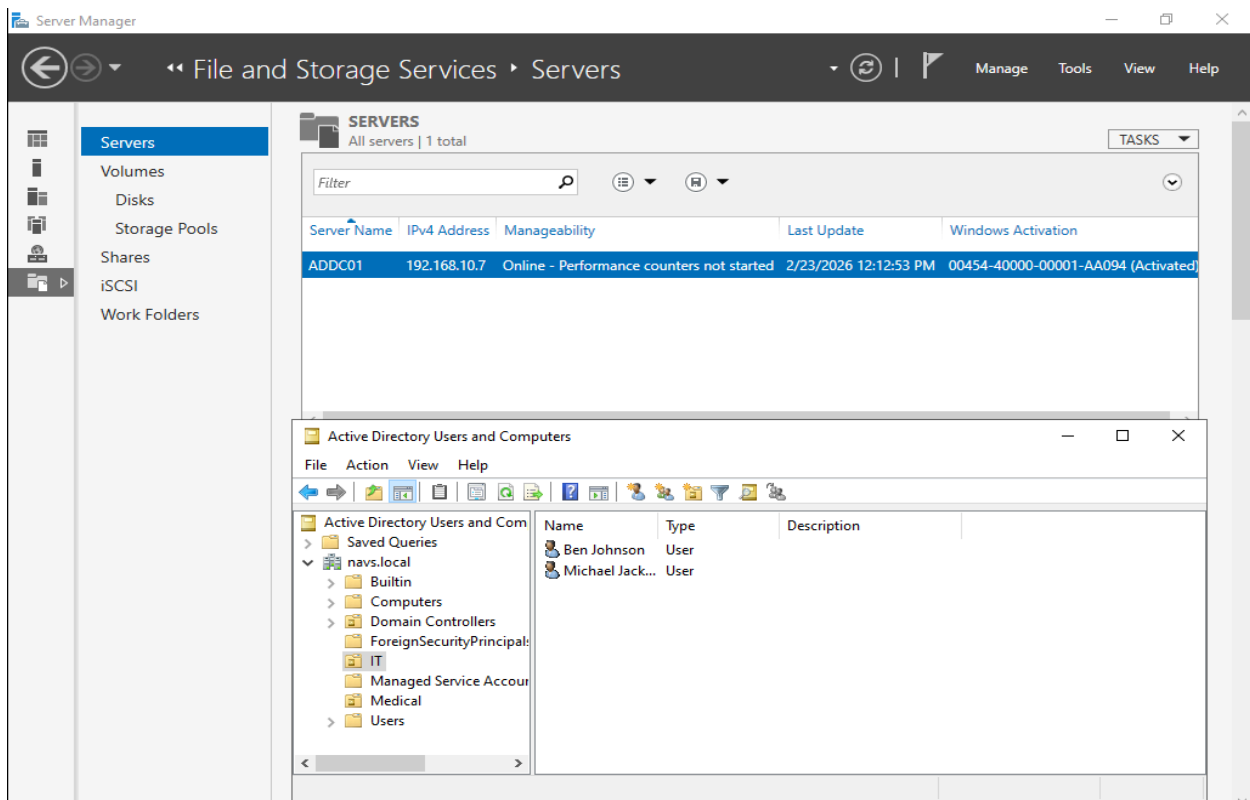 Server Manager
File and Storage Services ‣ Servers
Manage Tools View Help
Servers
Volumes
Disks
Storage Pools
Shares
iSCSI
Work Folders
SERVERS
All servers | 1 total
TASKS
Filter
Server Name IPv4 Address Manageability Last Update Windows Activation
ADDC01 192.168.10.7 Online - Performance counters not started 2/23/2026 12:12:53 PM 00454-40000-00001-AA094 (Activated)
Active Directory Users and Computers
File Action View Help
Active Directory Users and Com
Saved Queries
navs.local
Builtin
Computers
Domain Controllers
ForeignSecurityPrincipals
IT
Managed Service Accoun
Medical
Users
Name Type Description
Ben Johnson User
Michael Jack... User